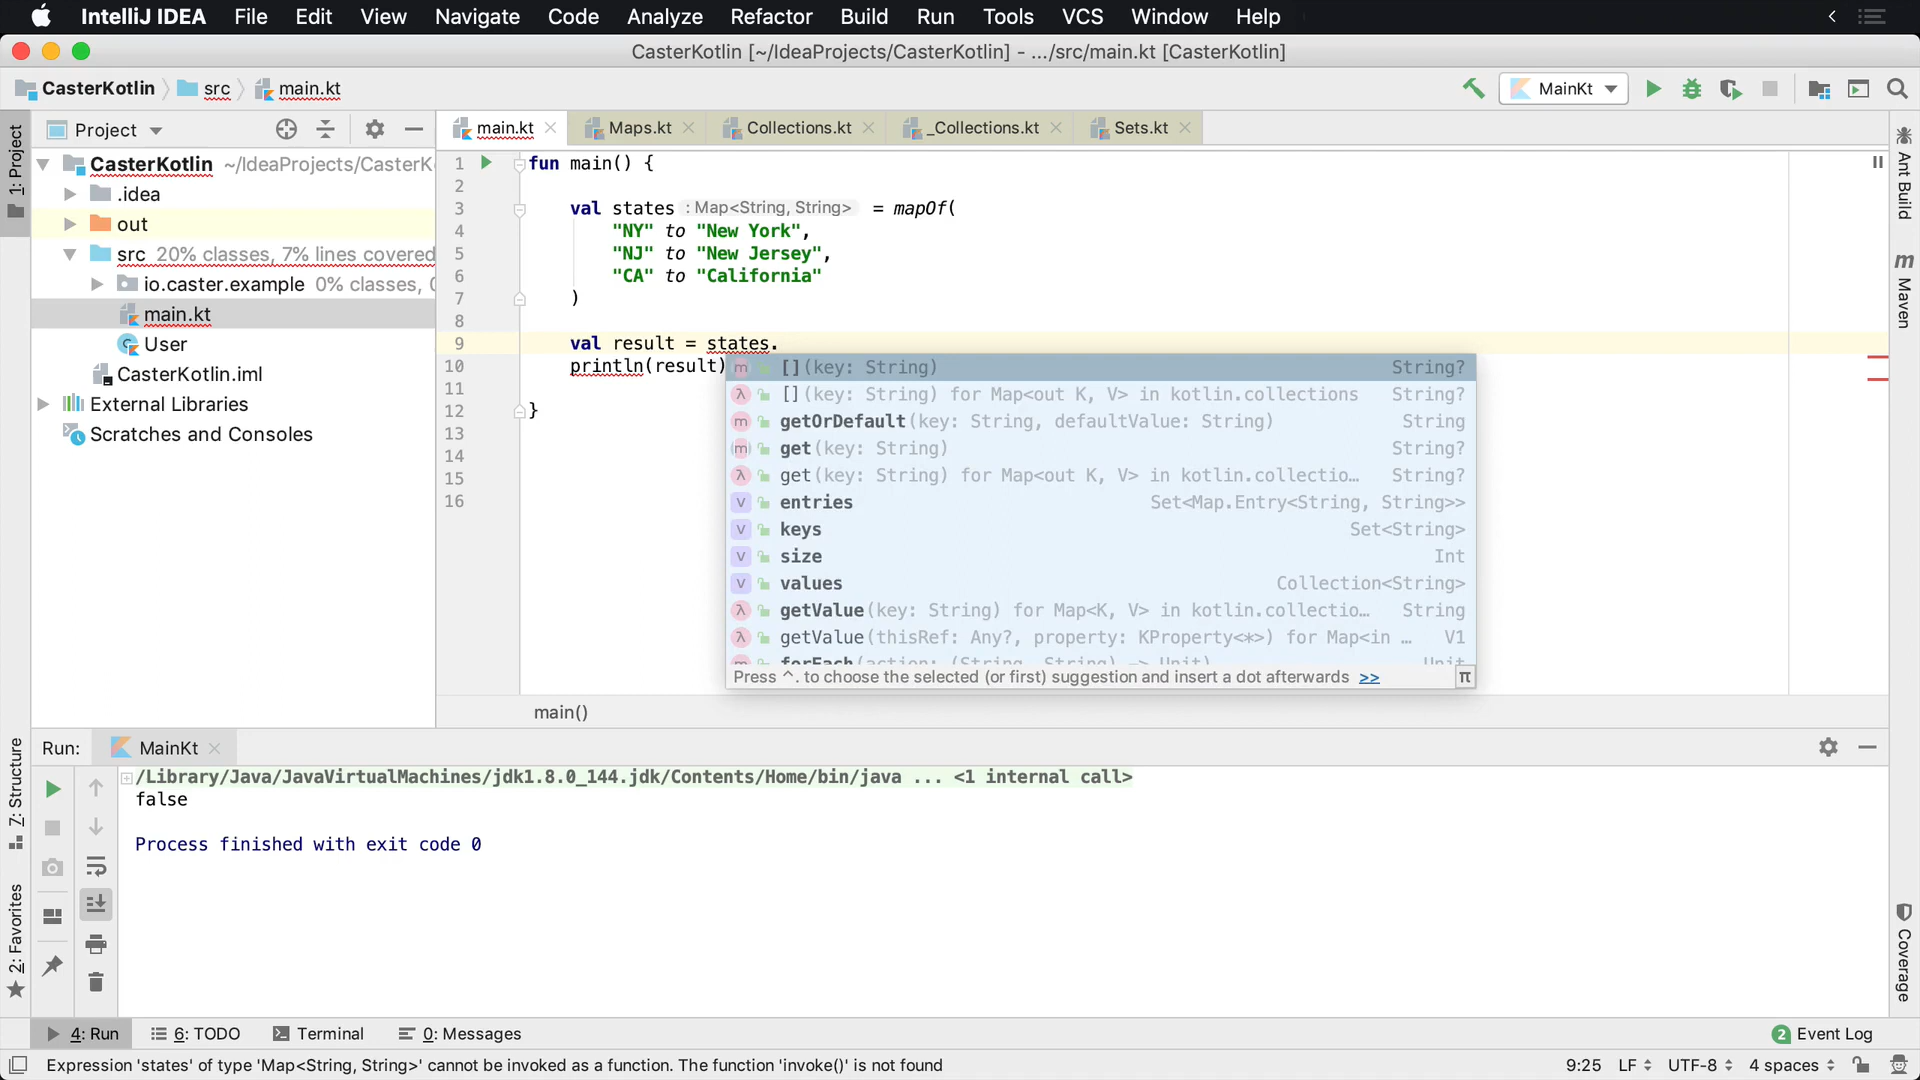 IntelliJ IDEA File Edit View Navigate Code Analyze Refactor Build Run Tools VCS Window Help
CasterKotlin [~/IdeaProjects/CasterKotlin] - .../src/main.kt [CasterKotlin]
CasterKotlin src main.kt
MainKt
Project
main.kt Maps.kt Collections.kt _Collections.kt Sets.kt
1: Project
CasterKotlin ~/IdeaProjects/CasterK
.idea
out
src 20% classes, 7% lines covered
io.caster.example 0% classes, 0
main.kt
User
CasterKotlin.iml
External Libraries
Scratches and Consoles
1 fun main() {
2
3 val states : Map<String, String> = mapOf(
4 "NY" to "New York",
5 "NJ" to "New Jersey",
6 "CA" to "California"
7 )
8
9 val result = states.
10 println(result)
11
12 }
13
14
15
16
[](key: String) String?
[](key: String) for Map<out K, V> in kotlin.collections String?
getOrDefault(key: String, defaultValue: String) String
get(key: String) String?
get(key: String) for Map<out K, V> in kotlin.collectio… String?
entries Set<Map.Entry<String, String>>
keys Set<String>
size Int
values Collection<String>
getValue(key: String) for Map<K, V> in kotlin.collectio… String
getValue(thisRef: Any?, property: KProperty<*>) for Map<in … V1
forEach(action: (String, String) -> Unit) Unit
Press ^. to choose the selected (or first) suggestion and insert a dot afterwards >> π
main()
Ant Build
m Maven
Coverage
Z: Structure
2: Favorites
Run: MainKt
/Library/Java/JavaVirtualMachines/jdk1.8.0_144.jdk/Contents/Home/bin/java ... <1 internal call>
false
Process finished with exit code 0
4: Run 6: TODO Terminal 0: Messages 2 Event Log
Expression 'states' of type 'Map<String, String>' cannot be invoked as a function. The function 'invoke()' is not found 9:25 LF UTF-8 4 spaces